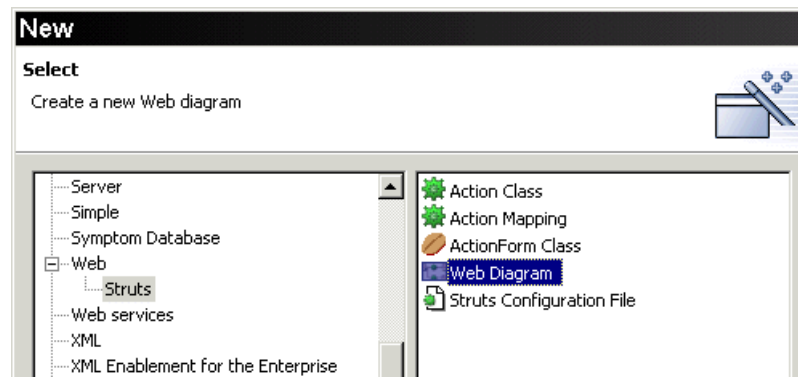 New
Select
Create a new Web diagram
Server
Simple
Symptom Database
Web
Struts
Web services
XML
XML Enablement for the Enterprise
Action Class
Action Mapping
ActionForm Class
Web Diagram
Struts Configuration File